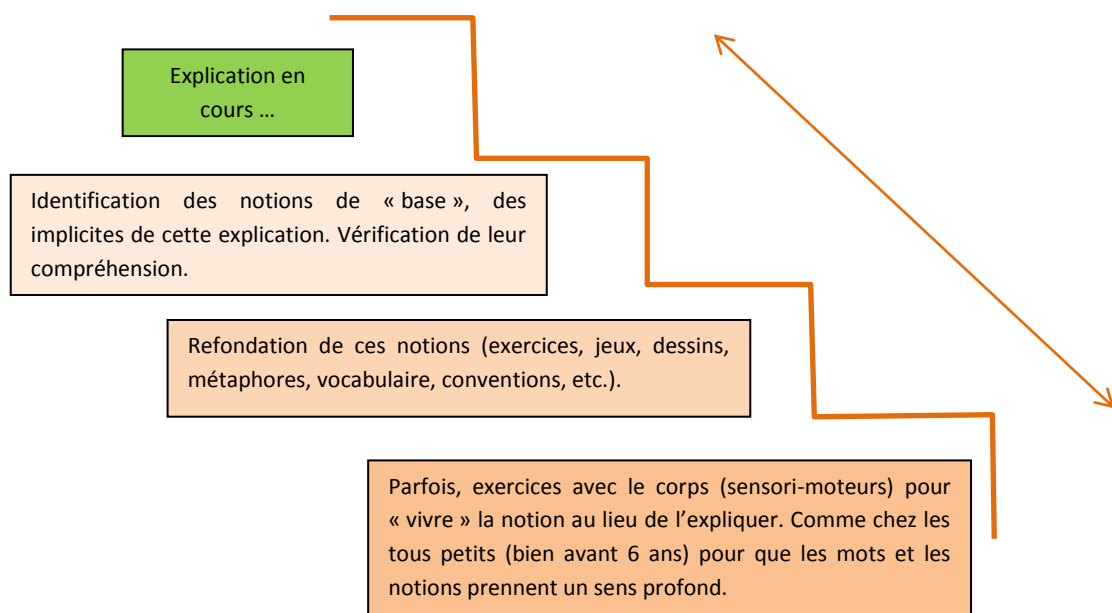 Explication en
cours …
Identification des notions de « base », des
implicites de cette explication. Vérification de leur
compréhension.
Refondation de ces notions (exercices, jeux, dessins,
métaphores, vocabulaire, conventions, etc.).
Parfois, exercices avec le corps (sensori-moteurs) pour
« vivre » la notion au lieu de l’expliquer. Comme chez les
tous petits (bien avant 6 ans) pour que les mots et les
notions prennent un sens profond.